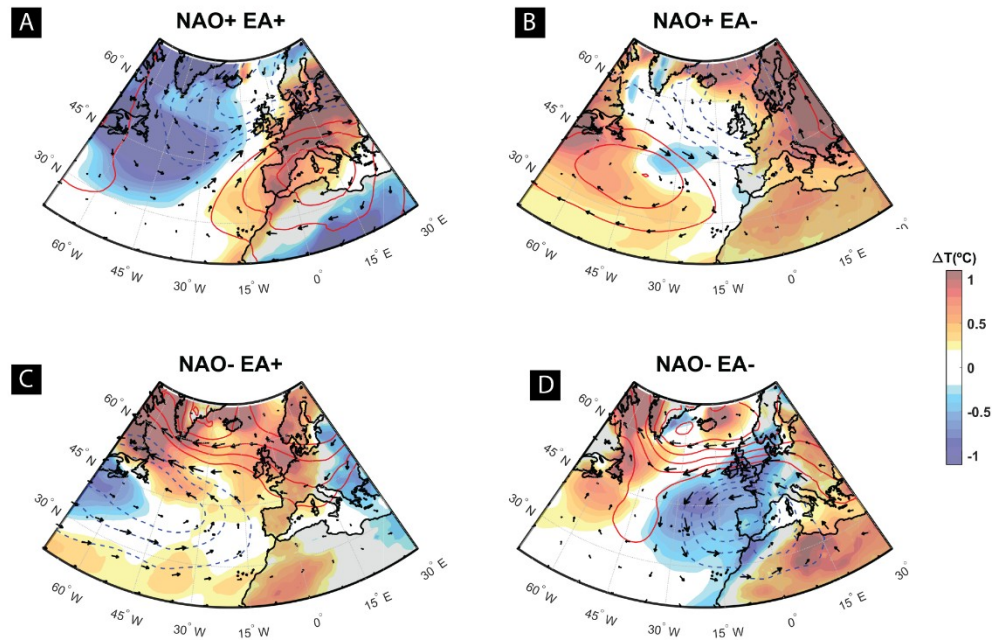 A
NAO+ EA+
60°N
45°N
30°N
60°W
45°W
30°W
15°W
0°
15°E
30°E
B
NAO+ EA-
60°N
45°N
30°N
60°W
45°W
30°W
15°W
0°
15°E
30°
ΔT(ºC)
1
0.5
0
-0.5
-1
C
NAO- EA+
60°N
45°N
30°N
60°W
45°W
30°W
15°W
0°
15°E
30°E
D
NAO- EA-
60°N
45°N
30°N
60°W
45°W
30°W
15°W
0°
15°E